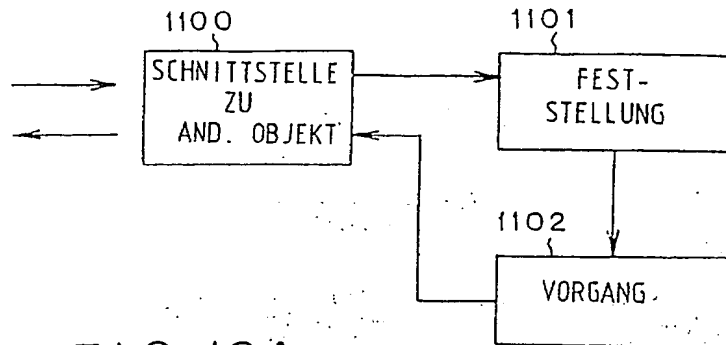 1100
SCHNITTSTELLE
ZU
AND. OBJEKT
1101
FEST-
STELLUNG
1102
VORGANG